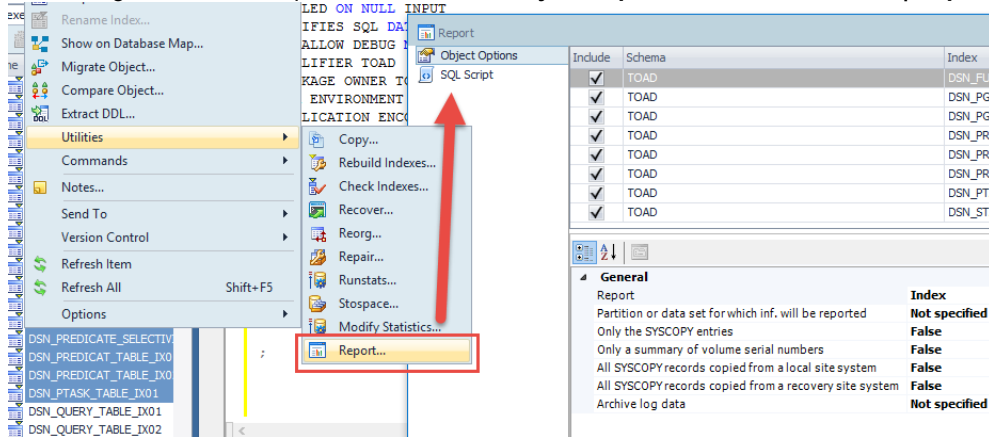 Rename Index...
Show on Database Map...
Migrate Object...
Compare Object...
Extract DDL...
Utilities
Commands
Notes...
Send To
Version Control
Refresh Item
Refresh All Shift+F5
Options
DSN_PREDICATE_SELECTIV
DSN_PREDICAT_TABLE_IX0
DSN_PREDICAT_TABLE_IX0
DSN_PTASK_TABLE_IX01
DSN_QUERY_TABLE_IX01
DSN_QUERY_TABLE_IX02
LED ON NULL INPUT
IFIES SQL DA
ALLOW DEBUG
LIFIER TOAD
KAGE OWNER TO
ENVIRONMENT
LICATION ENCO
;
Copy...
Rebuild Indexes...
Check Indexes...
Recover...
Reorg...
Repair...
Runstats...
Stospace...
Modify Statistics...
Report...
Report
Object Options
SQL Script
Include Schema Index
TOAD DSN_FU
TOAD DSN_PG
TOAD DSN_PG
TOAD DSN_PR
TOAD DSN_PR
TOAD DSN_PR
TOAD DSN_PT
TOAD DSN_ST
General
Report Index
Partition or data set for which inf. will be reported Not specified
Only the SYSCOPY entries False
Only a summary of volume serial numbers False
All SYSCOPY records copied from a local site system False
All SYSCOPY records copied from a recovery site system False
Archive log data Not specified